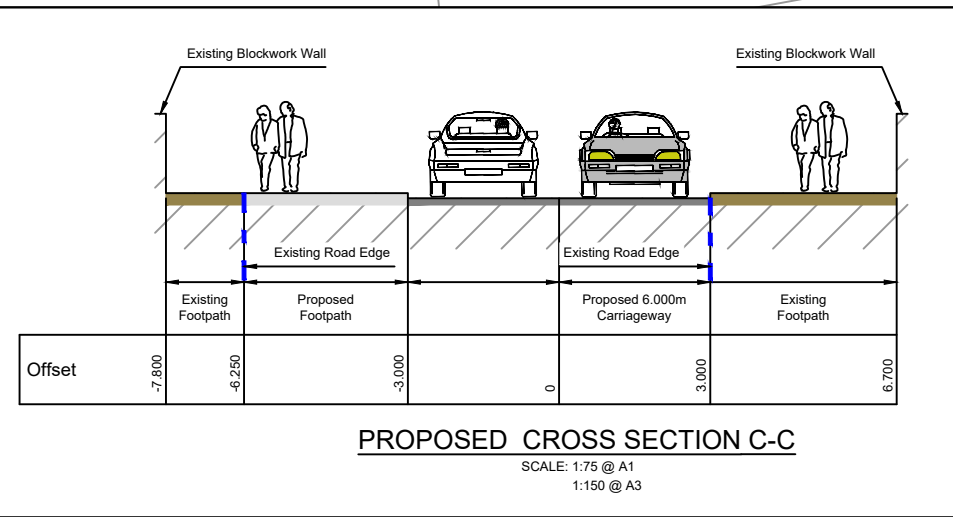 Existing Blockwork Wall
Existing Blockwork Wall
Existing Road Edge
Existing Road Edge
Existing
Footpath
Proposed
Footpath
Proposed 6.000m
Carriageway
Existing
Footpath
Offset
-7.800
-6.250
-3.000
0
3.000
6.700
PROPOSED CROSS SECTION C-C
SCALE: 1:75 @ A1
1:150 @ A3